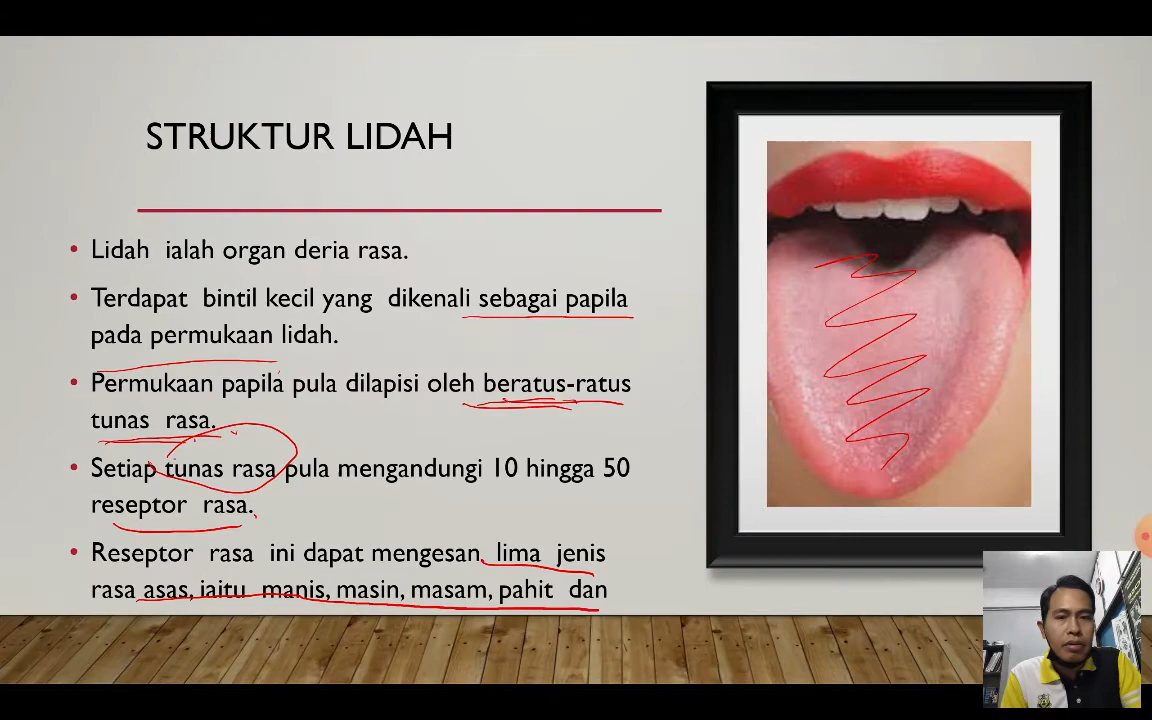 STRUKTUR LIDAH
Lidah ialah organ deria rasa.
Terdapat bintil kecil yang dikenali sebagai papila
pada permukaan lidah.
Permukaan papila pula dilapisi oleh beratus-ratus
tunas rasa.
Setiap tunas rasa pula mengandungi 10 hingga 50
reseptor rasa.
Reseptor rasa ini dapat mengesan lima jenis
rasa asas, iaitu manis, masin, masam, pahit dan